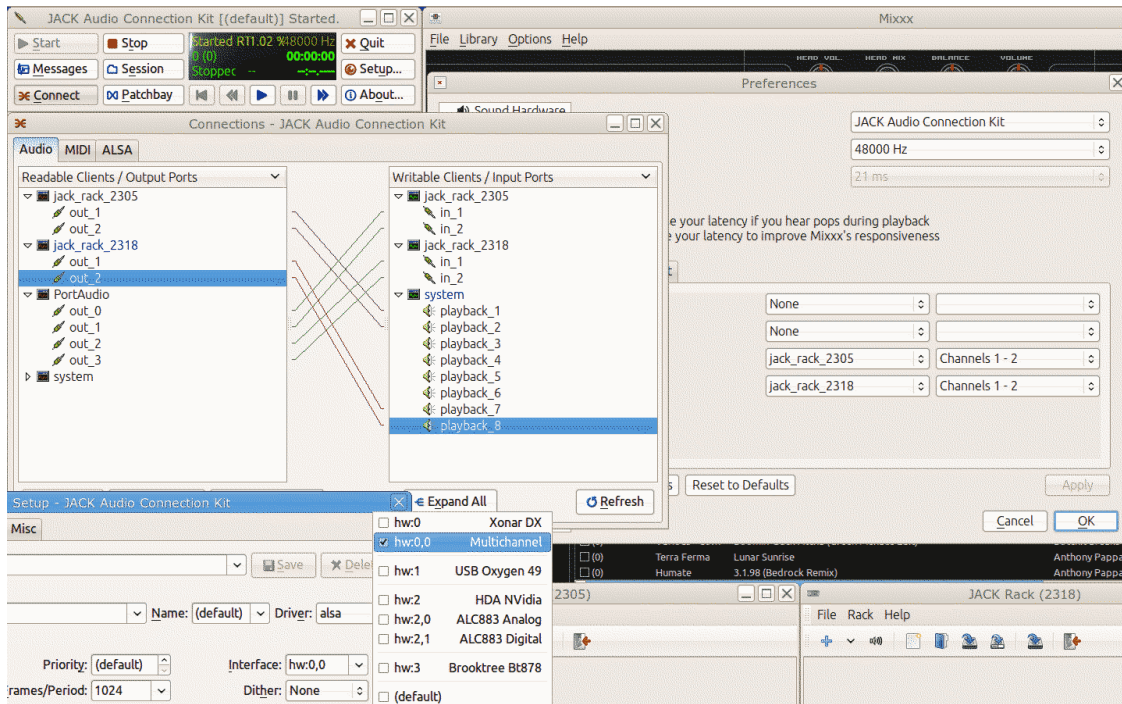 JACK Audio Connection Kit [(default)] Started.
Start
Stop
Started RT1.02 %48000 Hz
Quit
0 (0) 00:00:00
Messages
Session
Stopped -- --:--.----
Setup...
Connect
Patchbay
About...
Mixxx
File Library Options Help
HEAD VOL. HEAD MIX BALANCE VOLUME
Preferences
Sound Hardware
JACK Audio Connection Kit
48000 Hz
21 ms
e your latency if you hear pops during playback
e your latency to improve Mixxx's responsiveness
None
None
jack_rack_2305 Channels 1 - 2
jack_rack_2318 Channels 1 - 2
Reset to Defaults
Apply
Cancel
OK
Connections - JACK Audio Connection Kit
Audio MIDI ALSA
Readable Clients / Output Ports
jack_rack_2305
out_1
out_2
jack_rack_2318
out_1
out_2
PortAudio
out_0
out_1
out_2
out_3
system
Writable Clients / Input Ports
jack_rack_2305
in_1
in_2
jack_rack_2318
in_1
in_2
system
playback_1
playback_2
playback_3
playback_4
playback_5
playback_6
playback_7
playback_8
Expand All
Refresh
Setup - JACK Audio Connection Kit
Misc
Save
Dele
Name: (default)
Driver: alsa
Priority: (default)
Interface: hw:0,0
rames/Period: 1024
Dither: None
hw:0 Xonar DX
hw:0,0 Multichannel
hw:1 USB Oxygen 49
hw:2 HDA NVidia
hw:2,0 ALC883 Analog
hw:2,1 ALC883 Digital
hw:3 Brooktree Bt878
(default)
(0) Terra Ferma Lunar Sunrise Anthony Pappa
(0) Humate 3.1.98 (Bedrock Remix) Anthony Pappa
2305)
JACK Rack (2318)
File Rack Help